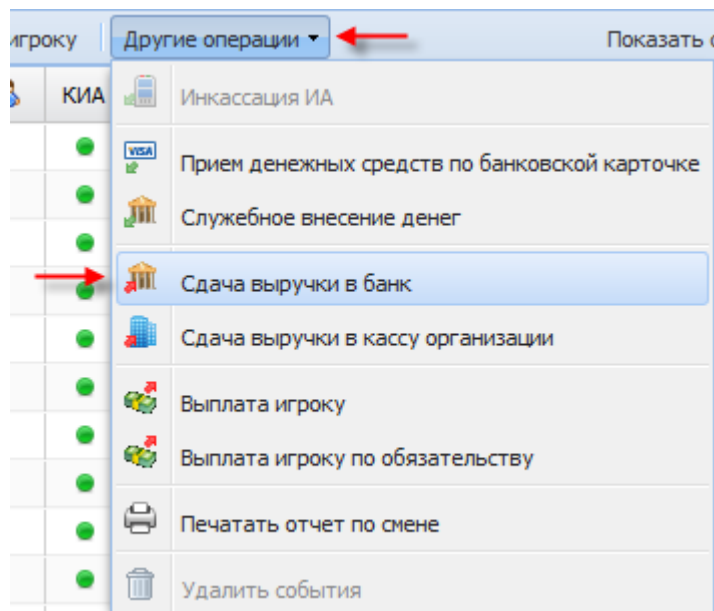 игроку Другие операции Показать
КИА
Инкассация ИА
VISA
Прием денежных средств по банковской карточке
Служебное внесение денег
Сдача выручки в банк
Сдача выручки в кассу организации
Выплата игроку
Выплата игроку по обязательству
Печатать отчет по смене
Удалить события